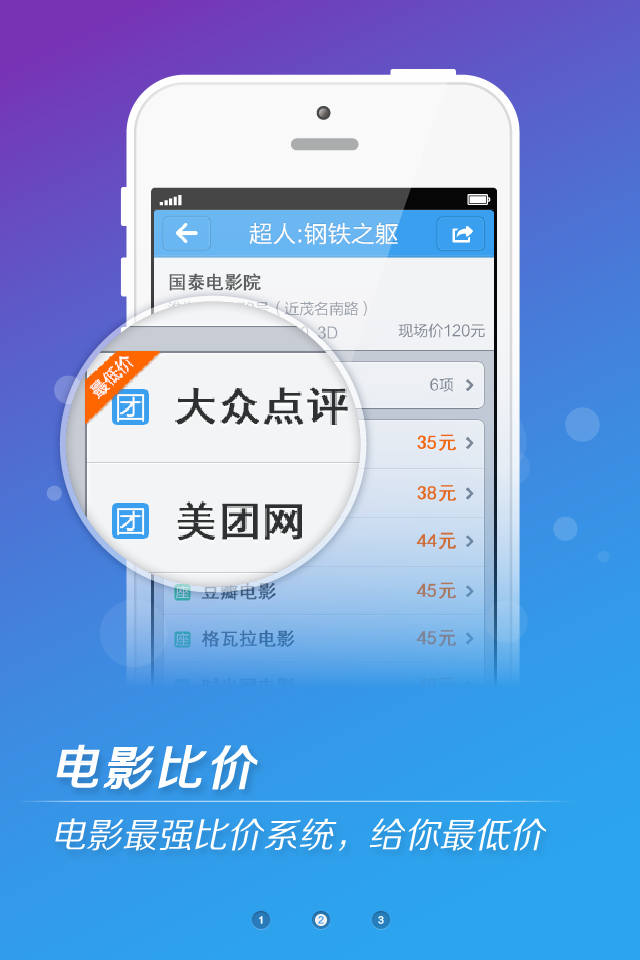 超人:钢铁之躯
国泰电影院
（近茂名南路）
3D 现场价120元
6项
最低价
团 大众点评
35元
38元
团 美团网
44元
座 豆瓣电影 45元
座 格瓦拉电影 45元
电影比价
电影最强比价系统，给你最低价
1 2 3